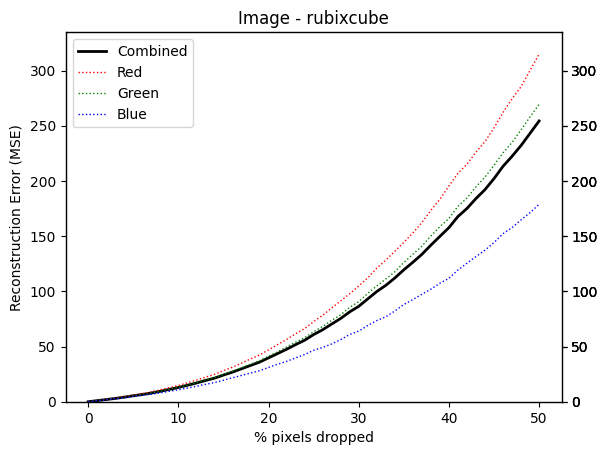 Image - rubixcube
Combined
Red
Green
Blue
Reconstruction Error (MSE)
300
250
200
150
100
50
0
300
250
200
150
100
50
0
0 10 20 30 40 50
% pixels dropped